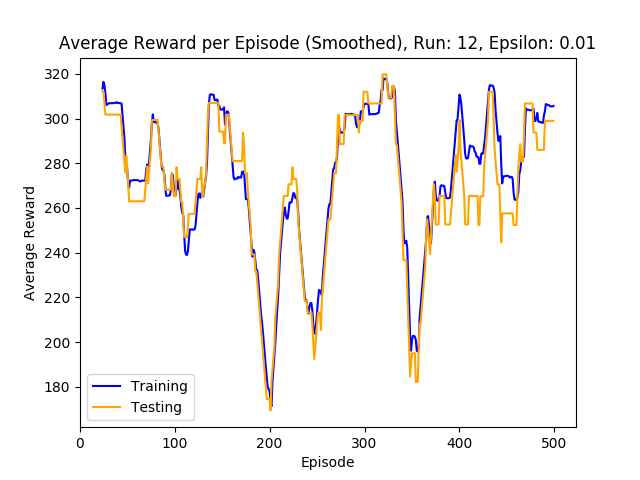 Average Reward per Episode (Smoothed), Run: 12, Epsilon: 0.01
320
300
280
260
240
220
200
180
Average Reward
Training
Testing
0 100 200 300 400 500
Episode